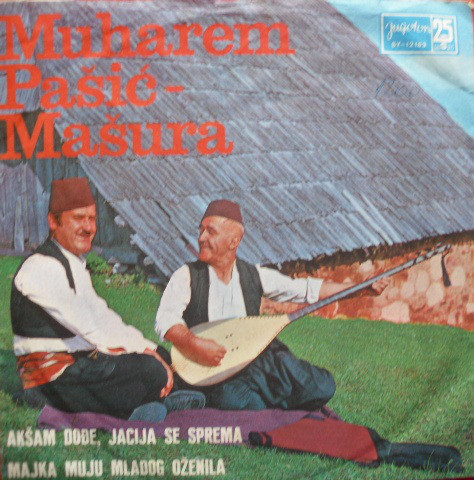 Muharem
Pašić-
Mašura
Jugoton
25
AKŠAM DOĐE, JACIJA SE SPREMA
MAJKA MUJU MLADOG OŽENILA